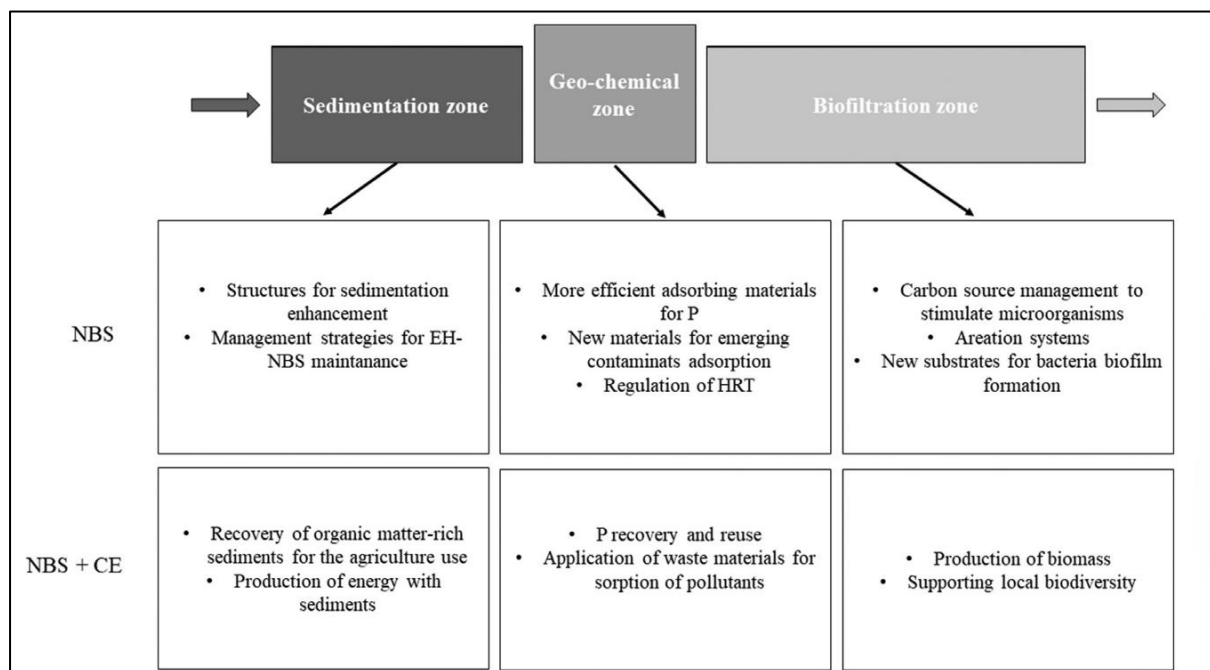 Sedimentation zone
Geo-chemical
zone
Biofiltration zone
NBS
• Structures for sedimentation
enhancement
• Management strategies for EH-
NBS maintanance
• More efficient adsorbing materials
for P
• New materials for emerging
contaminats adsorption
• Regulation of HRT
• Carbon source management to
stimulate microorganisms
• Areation systems
• New substrates for bacteria biofilm
formation
NBS + CE
• Recovery of organic matter-rich
sediments for the agriculture use
• Production of energy with
sediments
• P recovery and reuse
• Application of waste materials for
sorption of pollutants
• Production of biomass
• Supporting local biodiversity